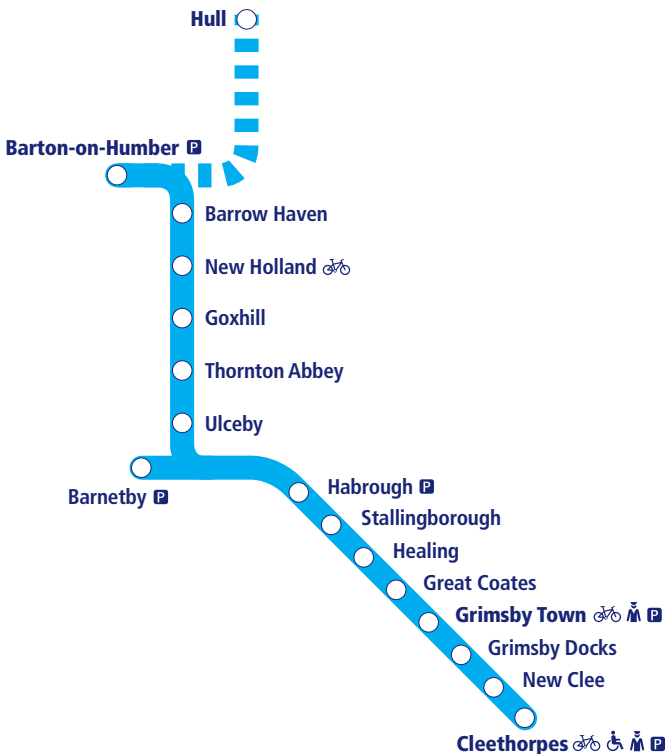 Hull
Barton-on-Humber P
Barrow Haven
New Holland
Goxhill
Thornton Abbey
Ulceby
Barnetby P
Habrough P
Stallingborough
Healing
Great Coates
Grimsby Town P
Grimsby Docks
New Clee
Cleethorpes P